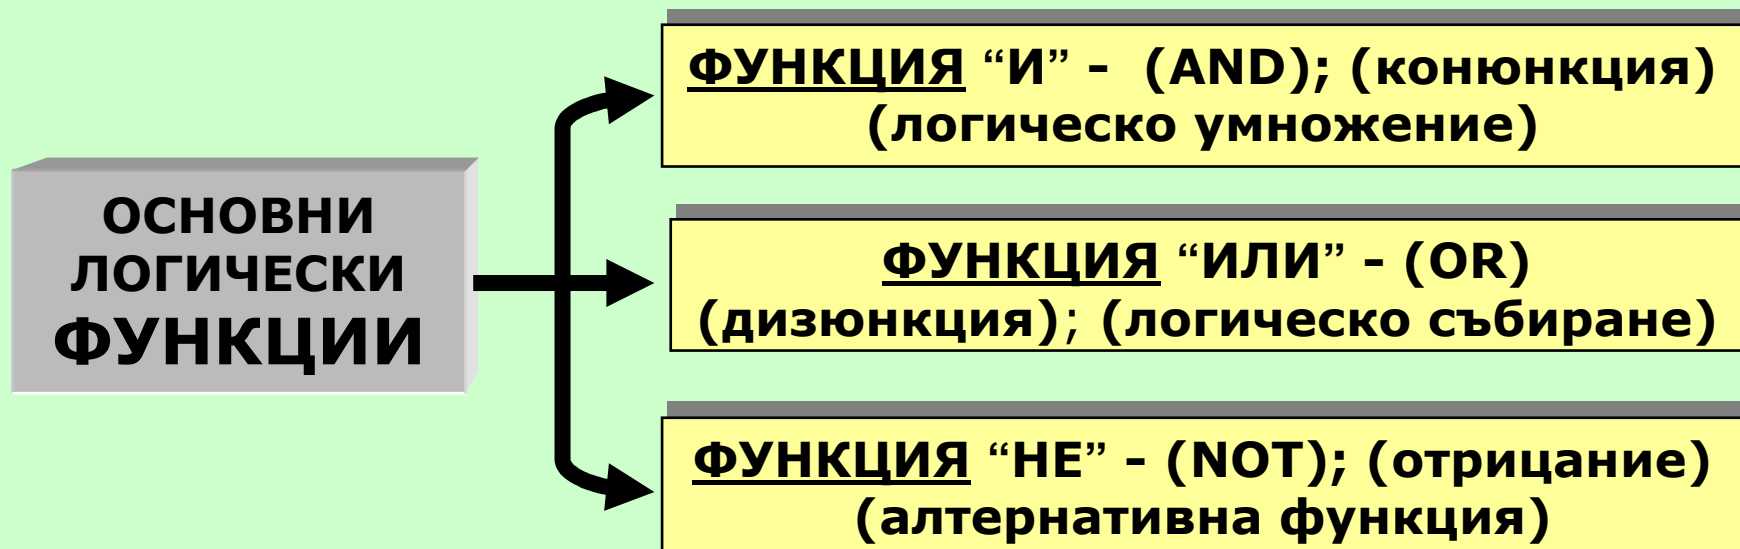 ОСНОВНИ
ЛОГИЧЕСКИ
ФУНКЦИИ
ФУНКЦИЯ “И” - (AND); (конюнкция)
(логическо умножение)
ФУНКЦИЯ “ИЛИ” - (OR)
(дизюнкция); (логическо събиране)
ФУНКЦИЯ “НЕ” - (NOT); (отрицание)
(алтернативна функция)